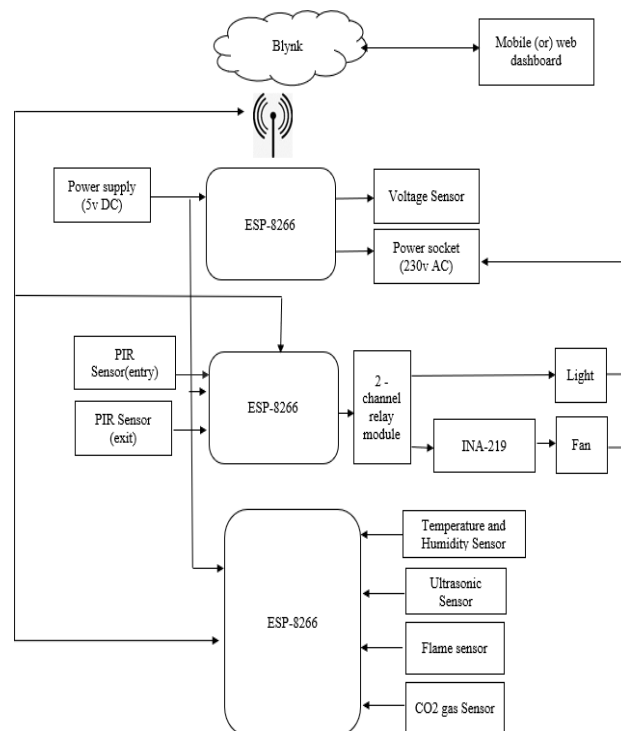 Blynk
Mobile (or) web
dashboard
Power supply
(5v DC)
ESP-8266
Voltage Sensor
Power socket
(230v AC)
PIR
Sensor(entry)
PIR Sensor
(exit)
ESP-8266
2 -
channel
relay
module
Light
INA-219
Fan
ESP-8266
Temperature and
Humidity Sensor
Ultrasonic
Sensor
Flame sensor
CO2 gas Sensor